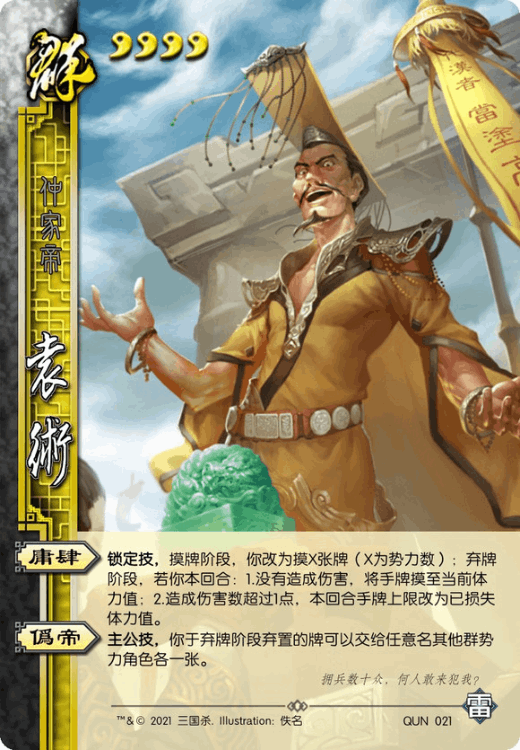 群
仲家帝
袁術
漢者
當塗高
庸肆
锁定技，摸牌阶段，你改为摸X张牌（X为势力数）；弃牌
阶段，若你本回合：1.没有造成伤害，将手牌摸至当前体
力值；2.造成伤害数超过1点，本回合手牌上限改为已损失
体力值。
僞帝
主公技，你于弃牌阶段弃置的牌可以交给任意名其他群势
力角色各一张。
拥兵数十众，何人敢来犯我？
雷
™&© 2021 三国杀. Illustration: 佚名
QUN 021